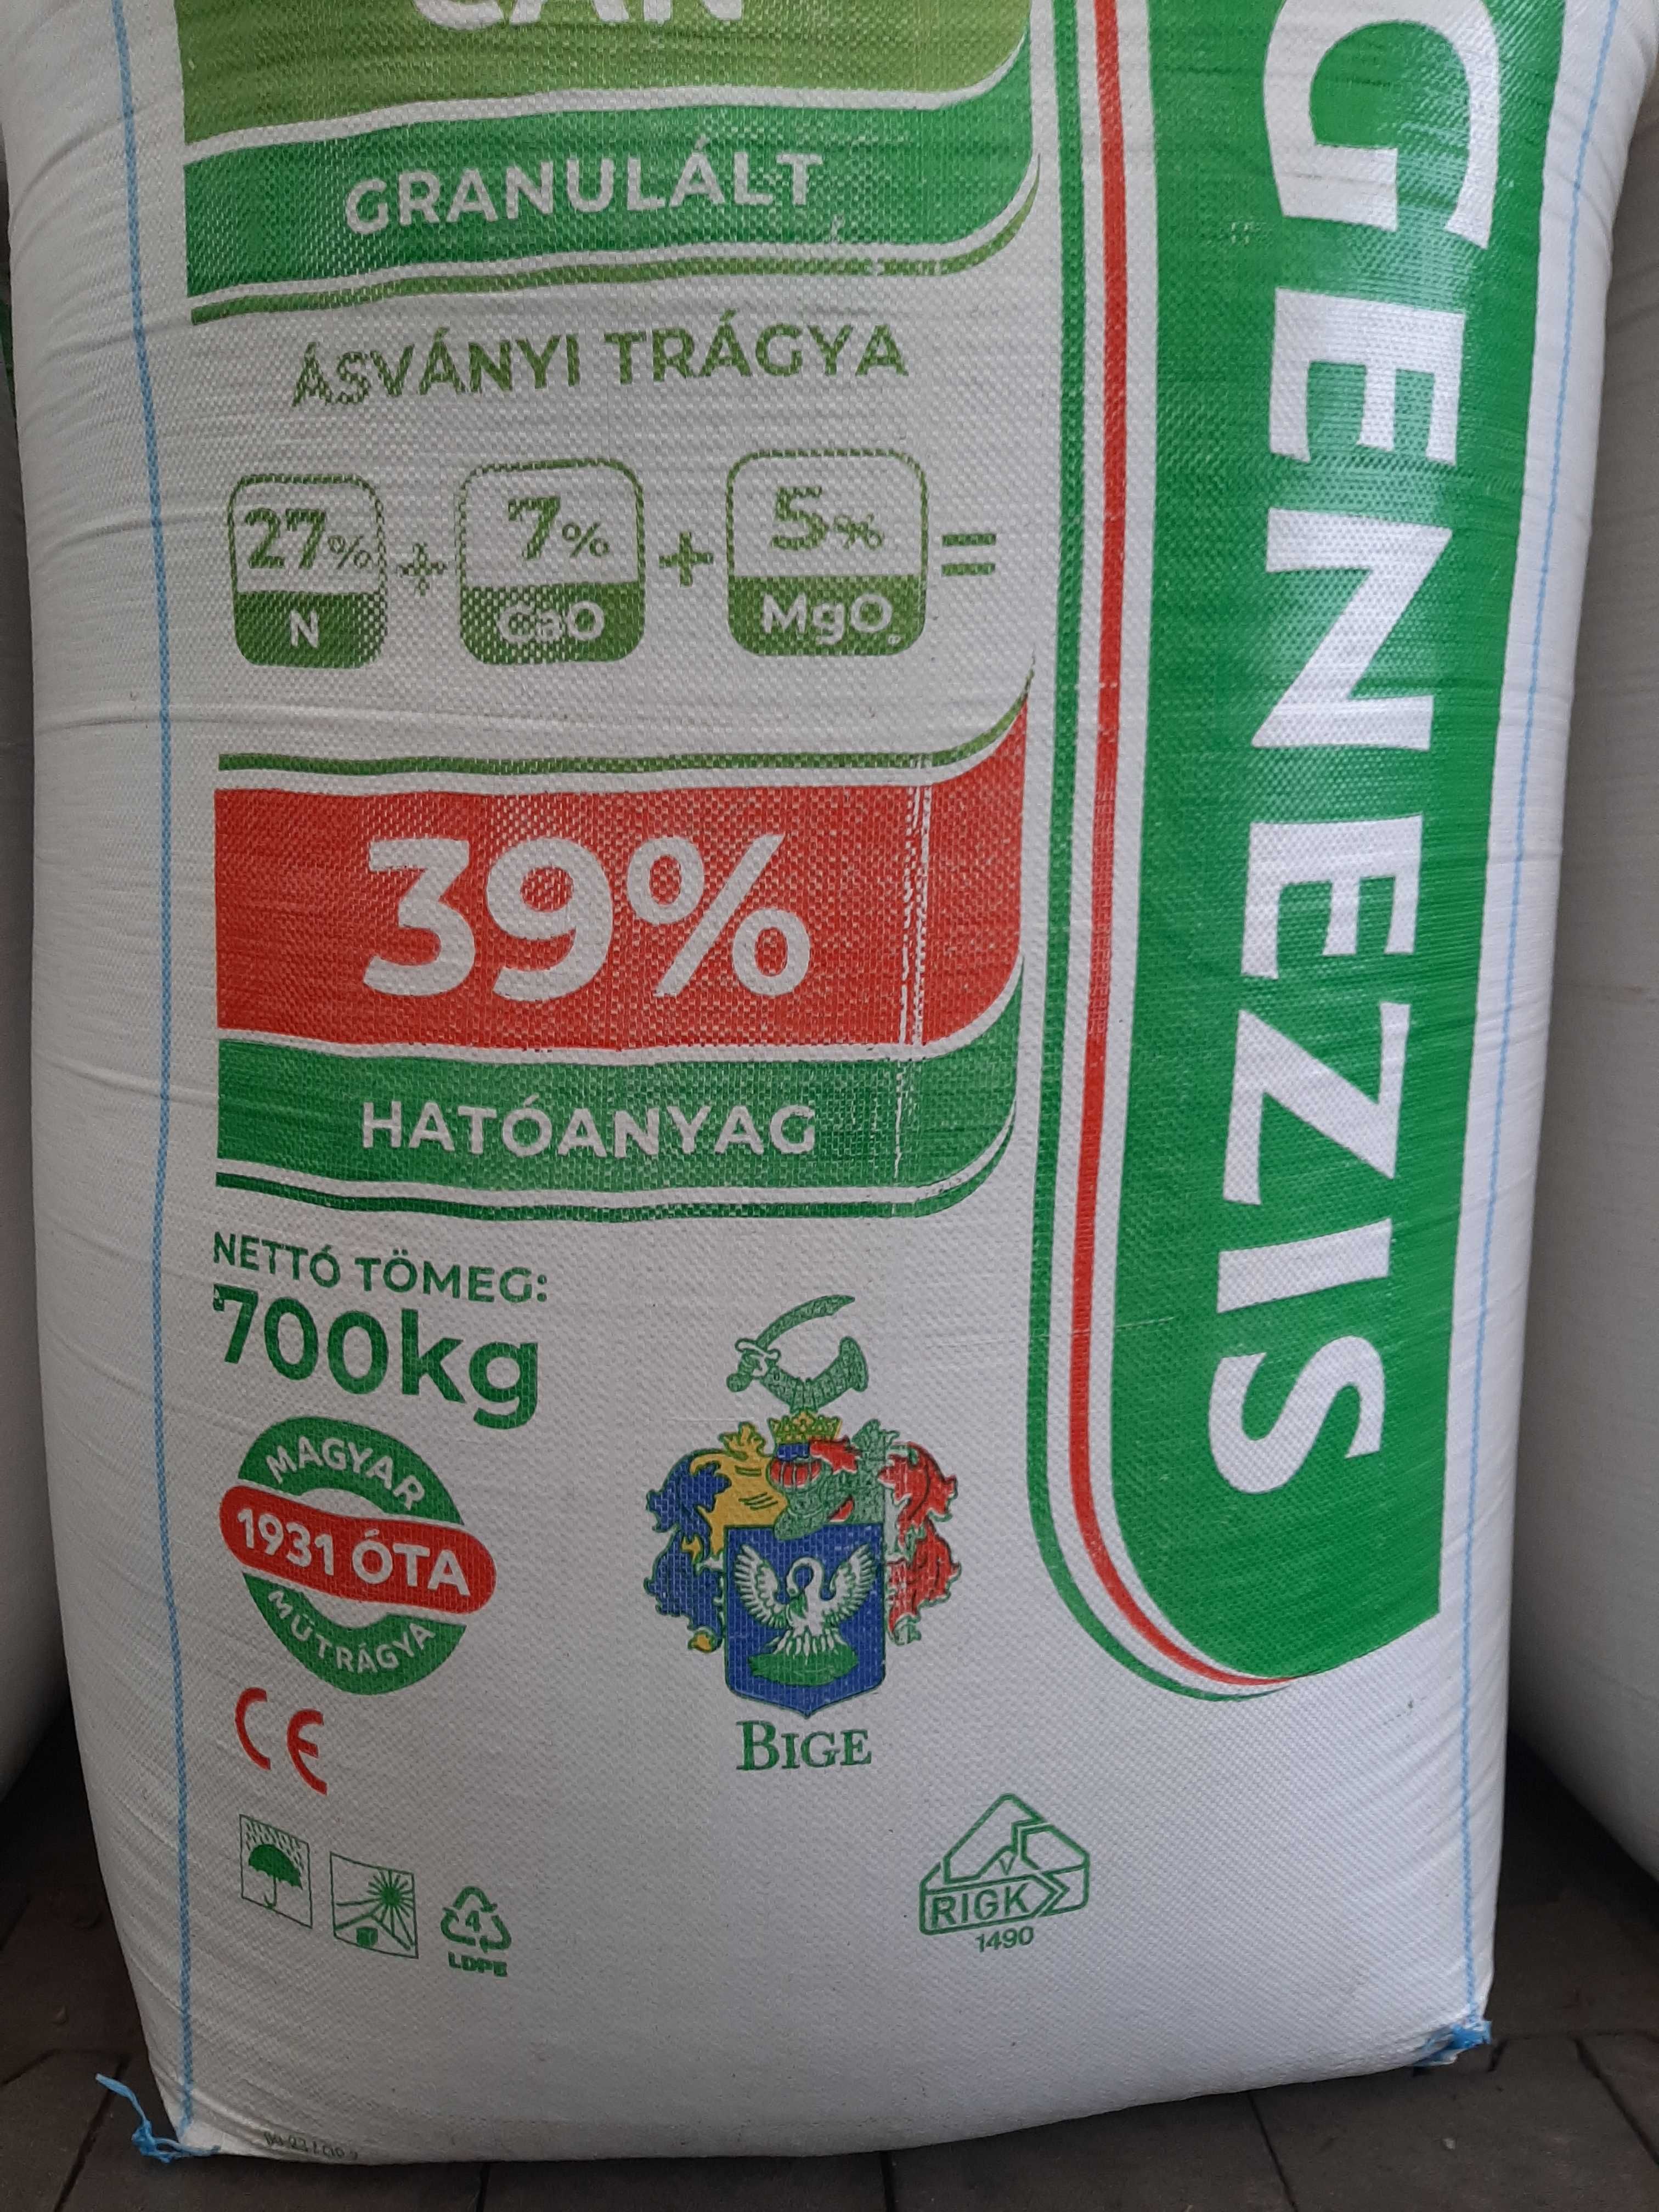 CAN
GRANULÁLT
ÁSVÁNYI TRÁGYA
27% + 7% + 5% =
N CaO MgO
39%
HATÓANYAG
NETTÓ TÖMEG:
700kg
MAGYAR
1931 ÓTA
MŰTRÁGYA
CE
BIGE
4
LDPE
RIGK
1490
GENEZIS